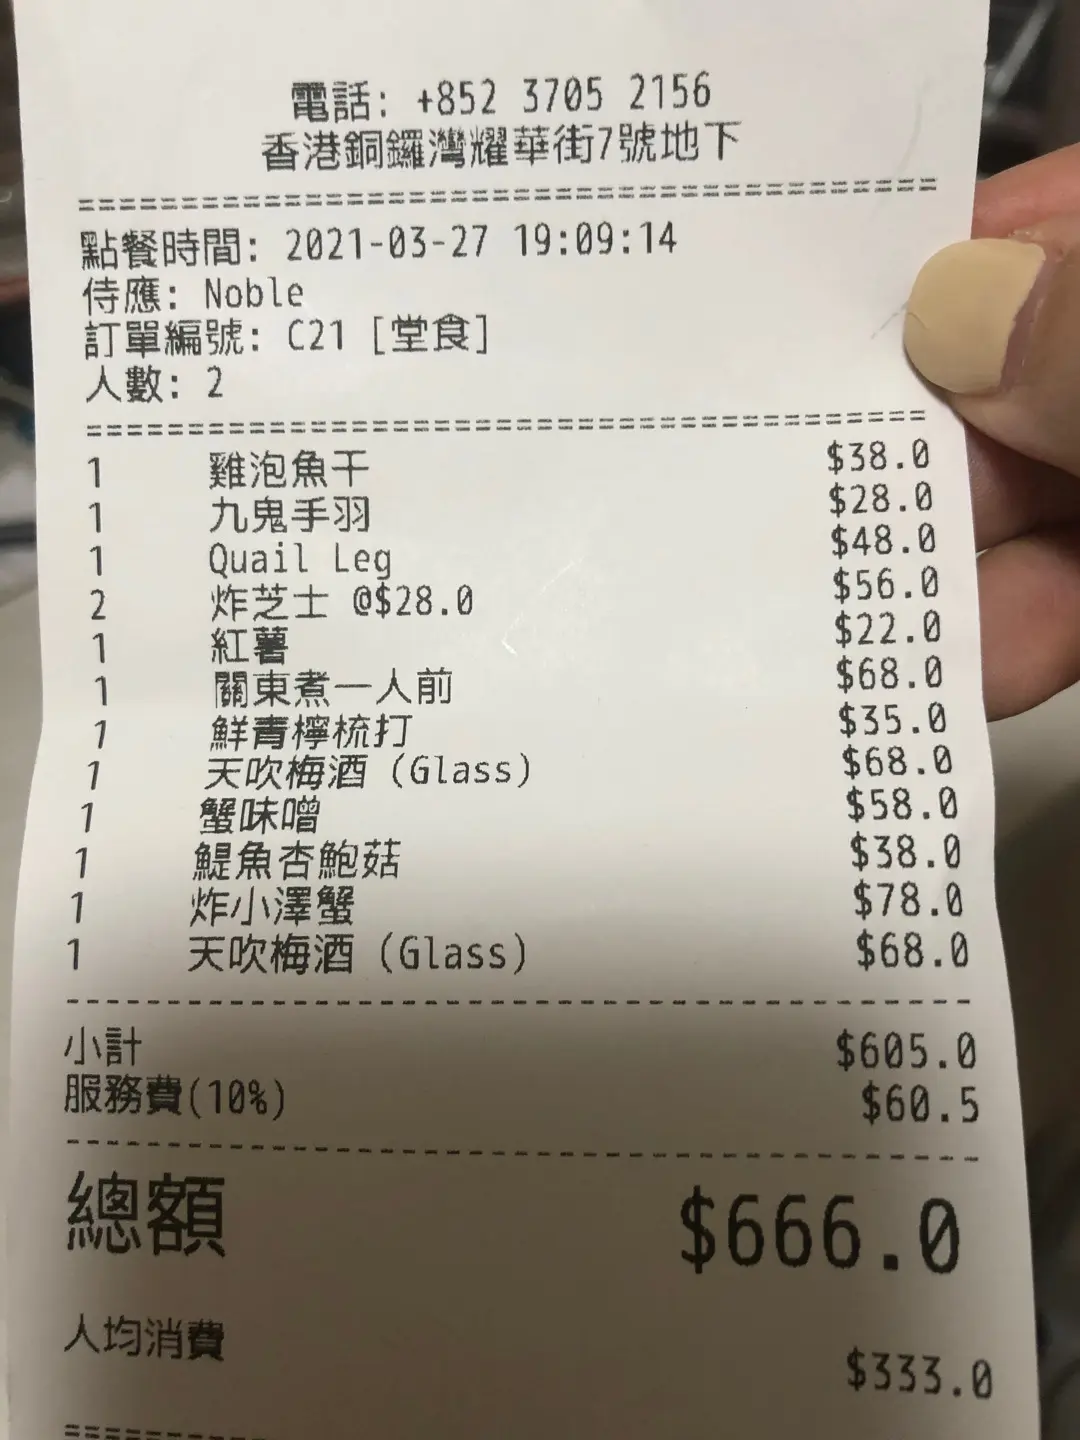 電話: +852 3705 2156
香港銅鑼灣耀華街7號地下
點餐時間: 2021-03-27 19:09:14
侍應: Noble
訂單編號: C21 [堂食]
人數: 2
1 雞泡魚干 $38.0
1 九鬼手羽 $28.0
1 Quail Leg $48.0
2 炸芝士 @$28.0 $56.0
1 紅薯 $22.0
1 關東煮一人前 $68.0
1 鮮青檸梳打 $35.0
1 天吹梅酒 (Glass) $68.0
1 蟹味噌 $58.0
1 鯷魚杏鮑菇 $38.0
1 炸小澤蟹 $78.0
1 天吹梅酒 (Glass) $68.0
小計 $605.0
服務費(10%) $60.5
總額 $666.0
人均消費 $333.0